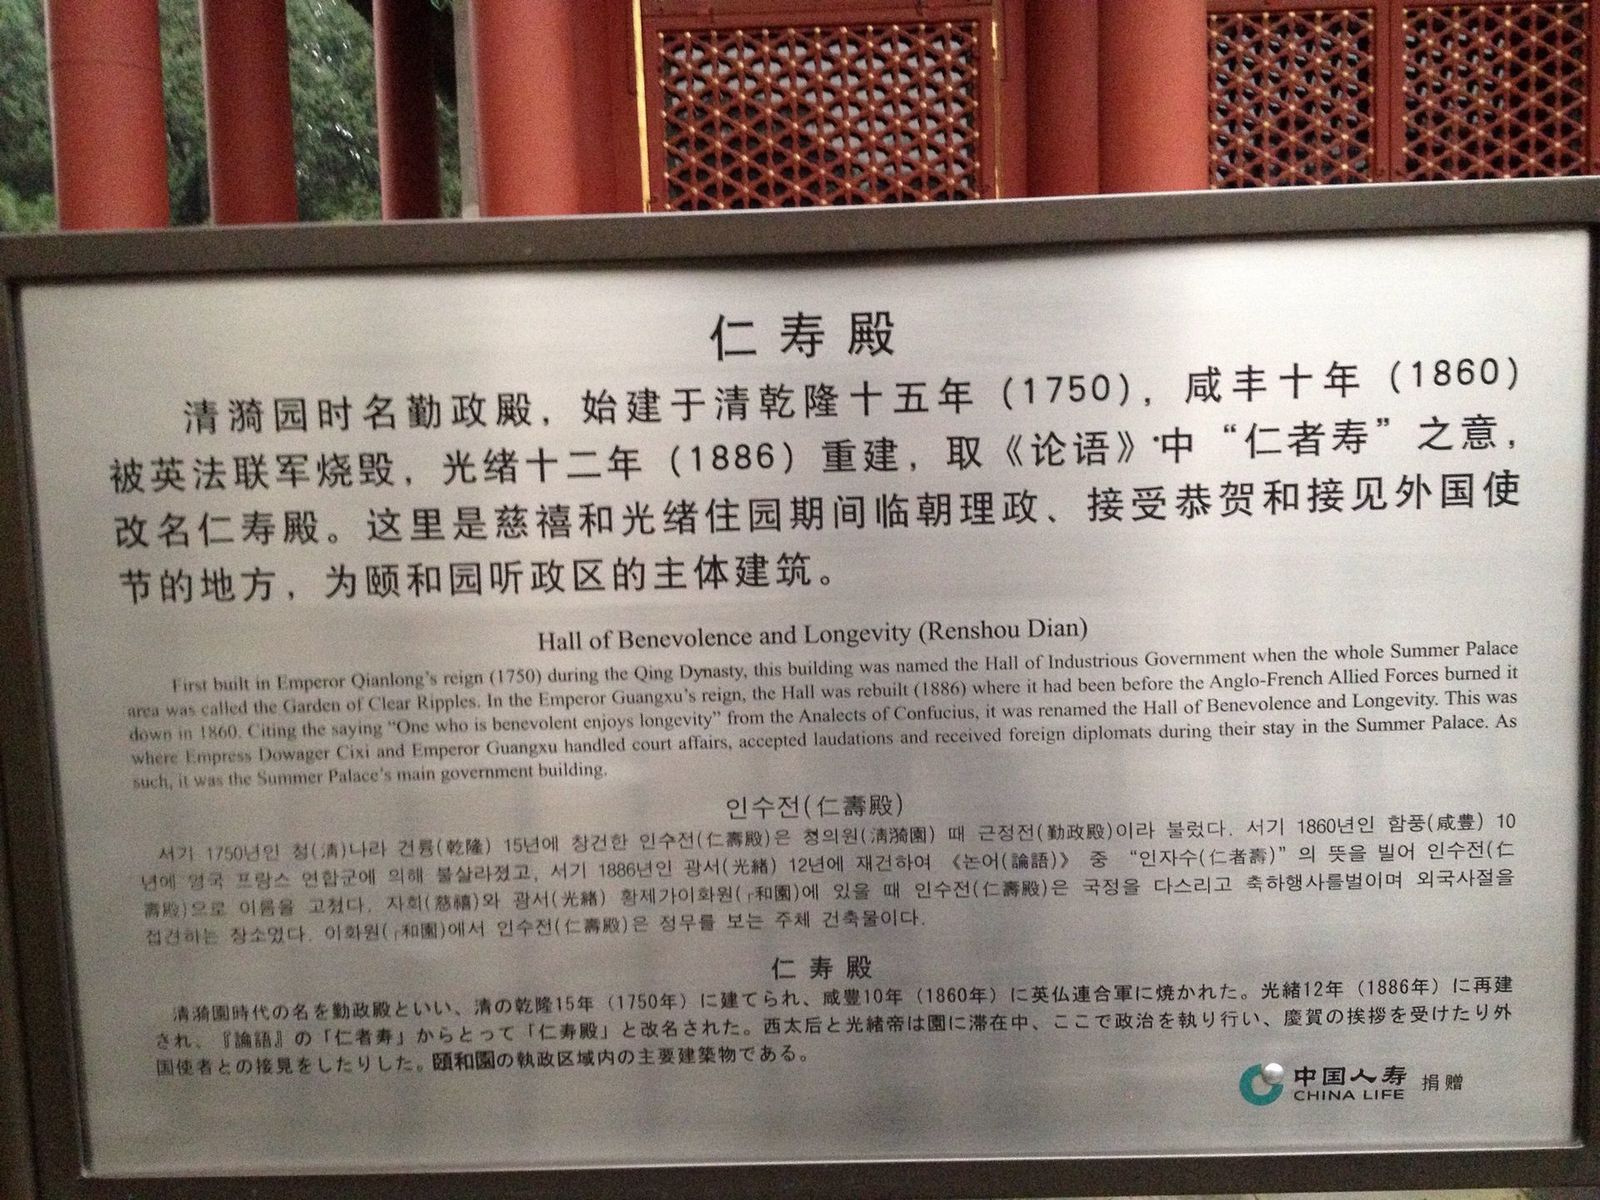 仁寿殿
清漪园时名勤政殿，始建于清乾隆十五年（1750），咸丰十年（1860）
被英法联军烧毁，光绪十二年（1886）重建，取《论语》中“仁者寿”之意，
改名仁寿殿。这里是慈禧和光绪住园期间临朝理政、接受恭贺和接见外国使
节的地方，为颐和园听政区的主体建筑。
Hall of Benevolence and Longevity (Renshou Dian)
First built in Emperor Qianlong's reign (1750) during the Qing Dynasty, this building was named the Hall of Industrious Government when the whole Summer Palace
area was called the Garden of Clear Ripples. In the Emperor Guangxu's reign, the Hall was rebuilt (1886) where it had been before the Anglo-French Allied Forces burned it
down in 1860. Citing the saying "One who is benevolent enjoys longevity" from the Analects of Confucius, it was renamed the Hall of Benevolence and Longevity. This was
where Empress Dowager Cixi and Emperor Guangxu handled court affairs, accepted laudations and received foreign diplomats during their stay in the Summer Palace. As
such, it was the Summer Palace's main government building.
인수전(仁壽殿)
서기 1750년인 청(清)나라 건륭(乾隆) 15년에 창건한 인수전(仁壽殿)은 청의원(清漪園) 때 근정전(勤政殿)이라 불렀다. 서기 1860년인 함풍(咸豊) 10
년에 영국 프랑스 연합군에 의해 불살라졌고, 서기 1886년인 광서(光緒) 12년에 재건하여 《논어(論語)》 중 “인자수(仁者壽)”의 뜻을 빌어 인수전(仁
壽殿)으로 이름을 고쳤다. 자희(慈禧)와 광서(光緒) 황제가이화원(┌和園)에 있을 때 인수전(仁壽殿)은 국정을 다스리고 축하행사를벌이며 외국사절을
접견하는 장소였다. 이화원(┌和園)에서 인수전(仁壽殿)은 정무를 보는 주체 건축물이다.
仁寿殿
清漪園時代の名を勤政殿といい、清の乾隆15年（1750年）に建てられ、咸豊10年（1860年）に英仏連合軍に焼かれた。光緒12年（1886年）に再建
され、『論語』の「仁者寿」からとって「仁寿殿」と改名された。西太后と光緒帝は園に滞在中、ここで政治を執り行い、慶賀の挨拶を受けたり外
国使者との接見をしたりした。頤和園の執政区域内の主要建築物である。
中国人寿 捐赠
CHINA LIFE